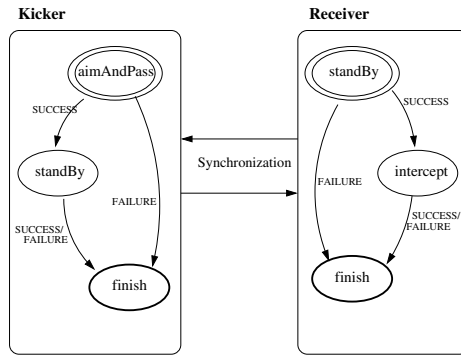 Kicker
aimAndPass
SUCCESS
standBy
FAILURE
SUCCESS/
FAILURE
finish
Synchronization
Receiver
standBy
SUCCESS
intercept
FAILURE
SUCCESS/
FAILURE
finish